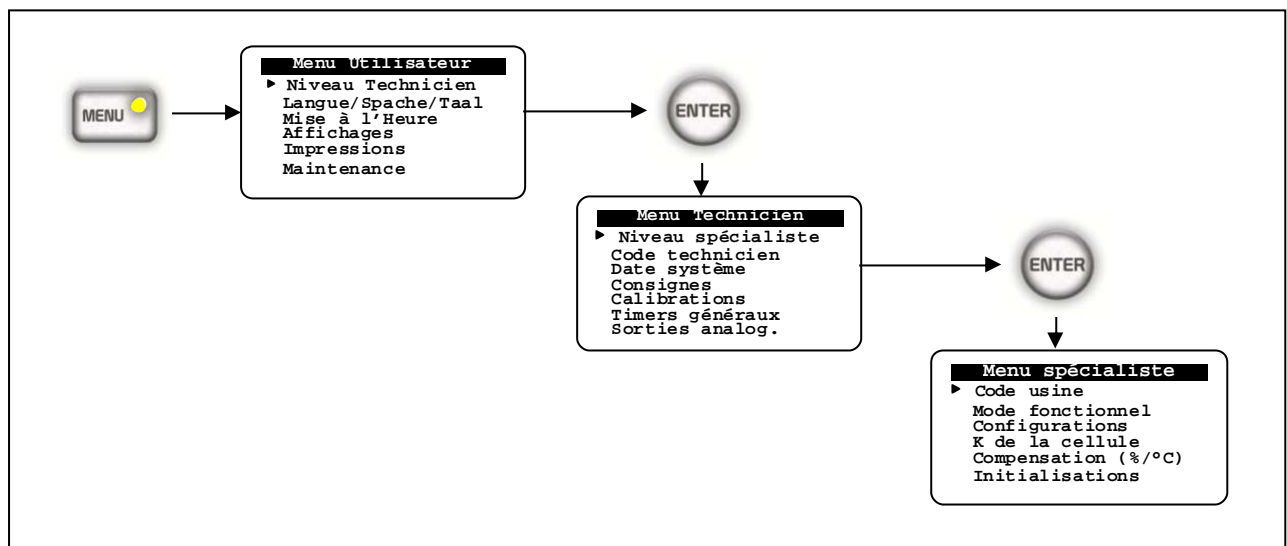 MENU
Menu Utilisateur
Niveau Technicien
Langue/Spache/Taal
Mise à l'Heure
Affichages
Impressions
Maintenance
ENTER
Menu Technicien
Niveau spécialiste
Code technicien
Date système
Consignes
Calibrations
Timers généraux
Sorties analog.
ENTER
Menu spécialiste
Code usine
Mode fonctionnel
Configurations
K de la cellule
Compensation (%/°C)
Initialisations